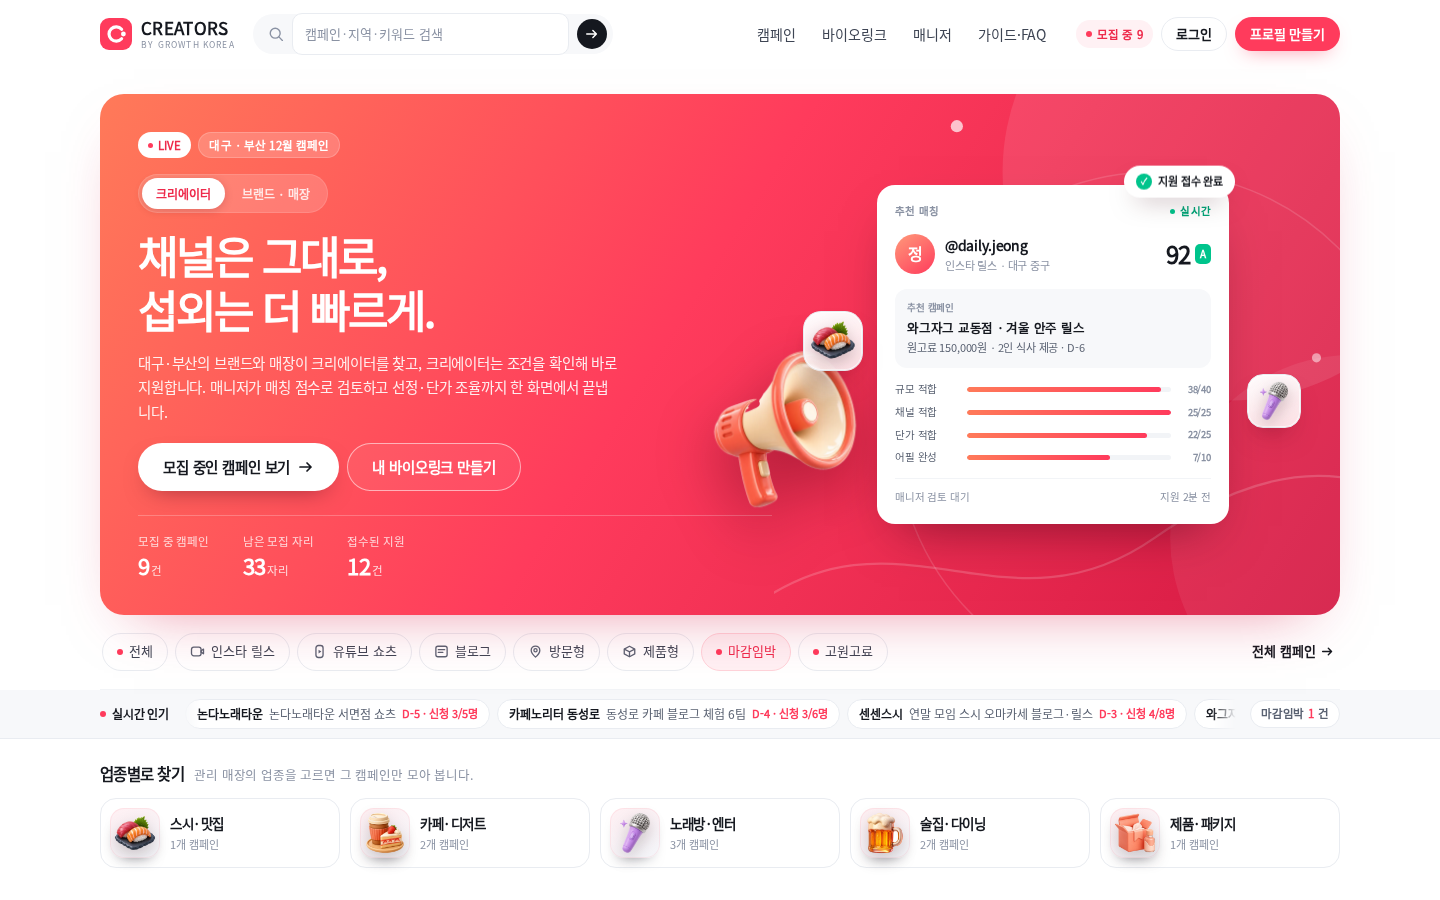 CREATORS
BY GROWTH KOREA
캠페인·지역·키워드 검색
캠페인
바이오링크
매니저
가이드·FAQ
모집 중 9
로그인
프로필 만들기
LIVE
대구 · 부산 12월 캠페인
크리에이터
브랜드 · 매장
채널은 그대로,
섭외는 더 빠르게.
대구·부산의 브랜드와 매장이 크리에이터를 찾고, 크리에이터는 조건을 확인해 바로
지원합니다. 매니저가 매칭 점수로 검토하고 선정·단가 조율까지 한 화면에서 끝냅
니다.
모집 중인 캠페인 보기
내 바이오링크 만들기
모집 중 캠페인
남은 모집 자리
접수된 지원
9건
33자리
12건
지원 접수 완료
추천 매칭
실시간
정
@daily.jeong
인스타 릴스 · 대구 중구
92 A
추천 캠페인
와그자그 교동점 · 겨울 안주 릴스
원고료 150,000원 · 2인 식사 제공 · D-6
규모 적합 38/40
채널 적합 25/25
단가 적합 22/25
어필 완성 7/10
매니저 검토 대기
지원 2분 전
전체
인스타 릴스
유튜브 쇼츠
블로그
방문형
제품형
마감임박
고원고료
전체 캠페인
실시간 인기
논다노래타운 논다노래타운 서면점 쇼츠 D-5 · 신청 3/5명
카페노리터 동성로 동성로 카페 블로그 체험 6팀 D-4 · 신청 3/6명
센센스시 연말 모임 스시 오마카세 블로그·릴스 D-3 · 신청 4/8명
와그
마감임박 1 건
업종별로 찾기
관리 매장의 업종을 고르면 그 캠페인만 모아 봅니다.
스시·맛집
1개 캠페인
카페·디저트
2개 캠페인
노래방·엔터
3개 캠페인
술집·다이닝
2개 캠페인
제품·패키지
1개 캠페인